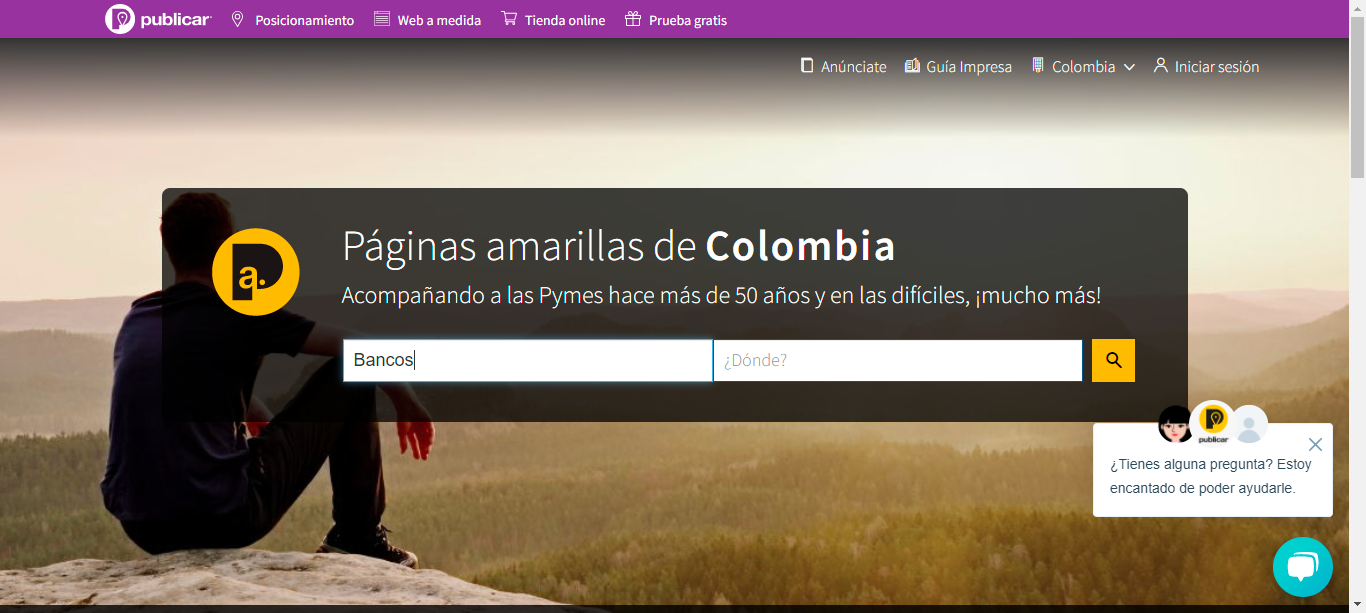 publicar Posicionamiento Web a medida Tienda online Prueba gratis
Anúnciate Guía Impresa Colombia Iniciar sesión
Páginas amarillas de Colombia
a.
Acompañando a las Pymes hace más de 50 años y en las difíciles, ¡mucho más!
Bancos ¿Dónde?
publicar
¿Tienes alguna pregunta? Estoy
encantado de poder ayudarle.